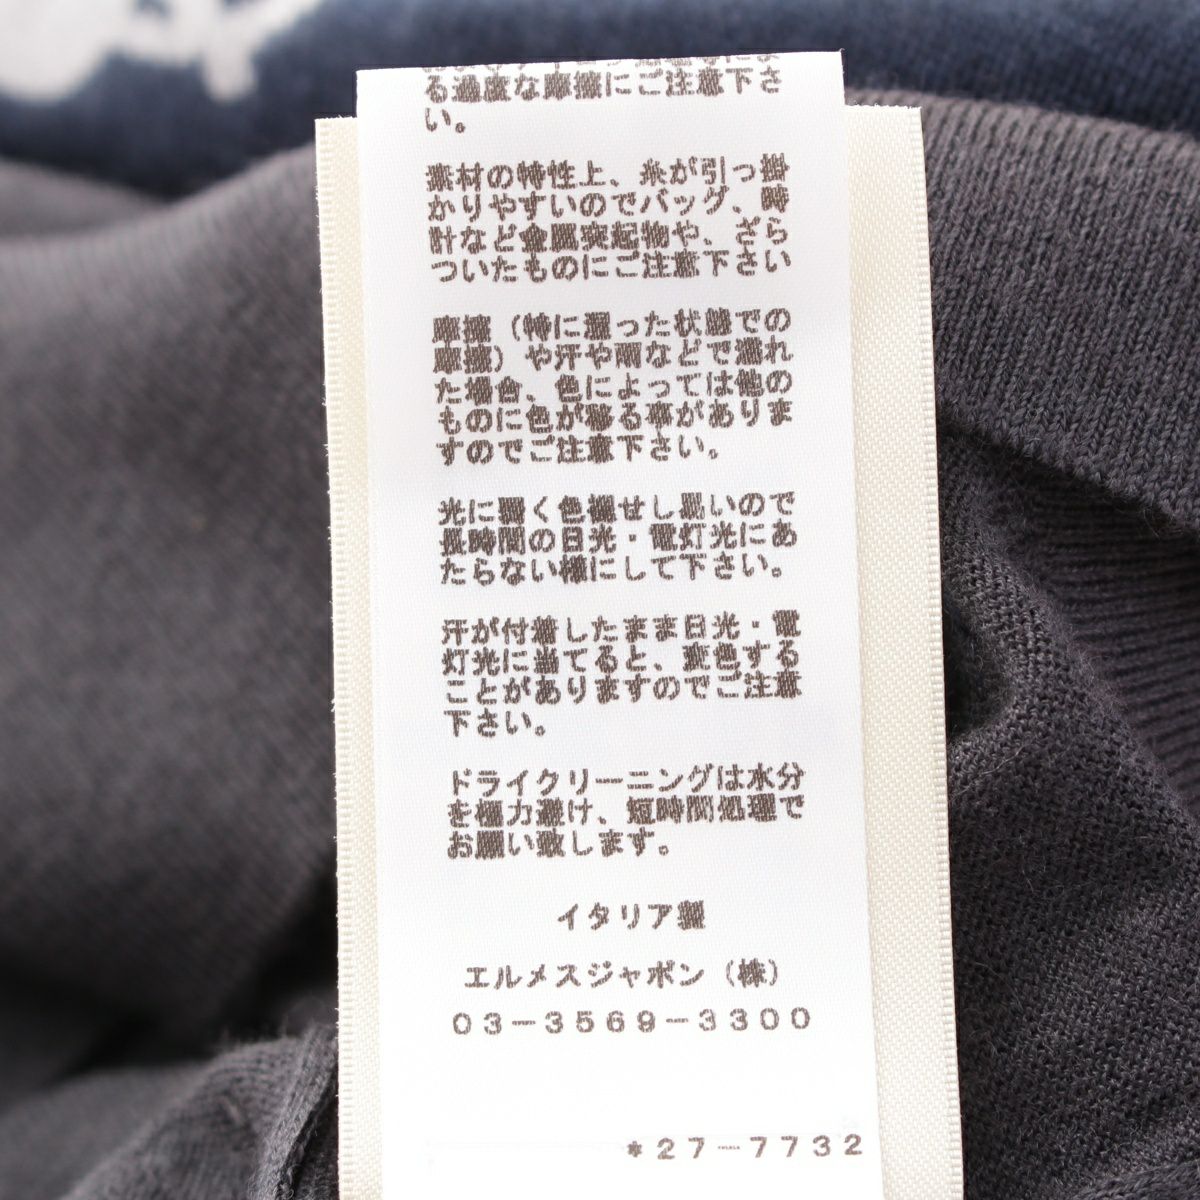 る過度な摩擦にご注意下さ
い。
素材の特性上、糸が引っ掛
かりやすいのでバッグ、時
計など金属突起物や、ざら
ついたものにご注意下さい
摩擦（特に湿った状態での
摩擦）や汗や雨などで濡れ
た場合、色によっては他の
ものに色が移る事がありま
すのでご注意下さい。
光に弱く色褪せし易いので
長時間の日光・電灯光にあ
たらない様にして下さい。
汗が付着したまま日光・電
灯光に当てると、変色する
ことがありますのでご注意
下さい。
ドライクリーニングは水分
を極力避け、短時間処理で
お願い致します。
イタリア製
エルメスジャポン（株）
03-3569-3300
*27-7732